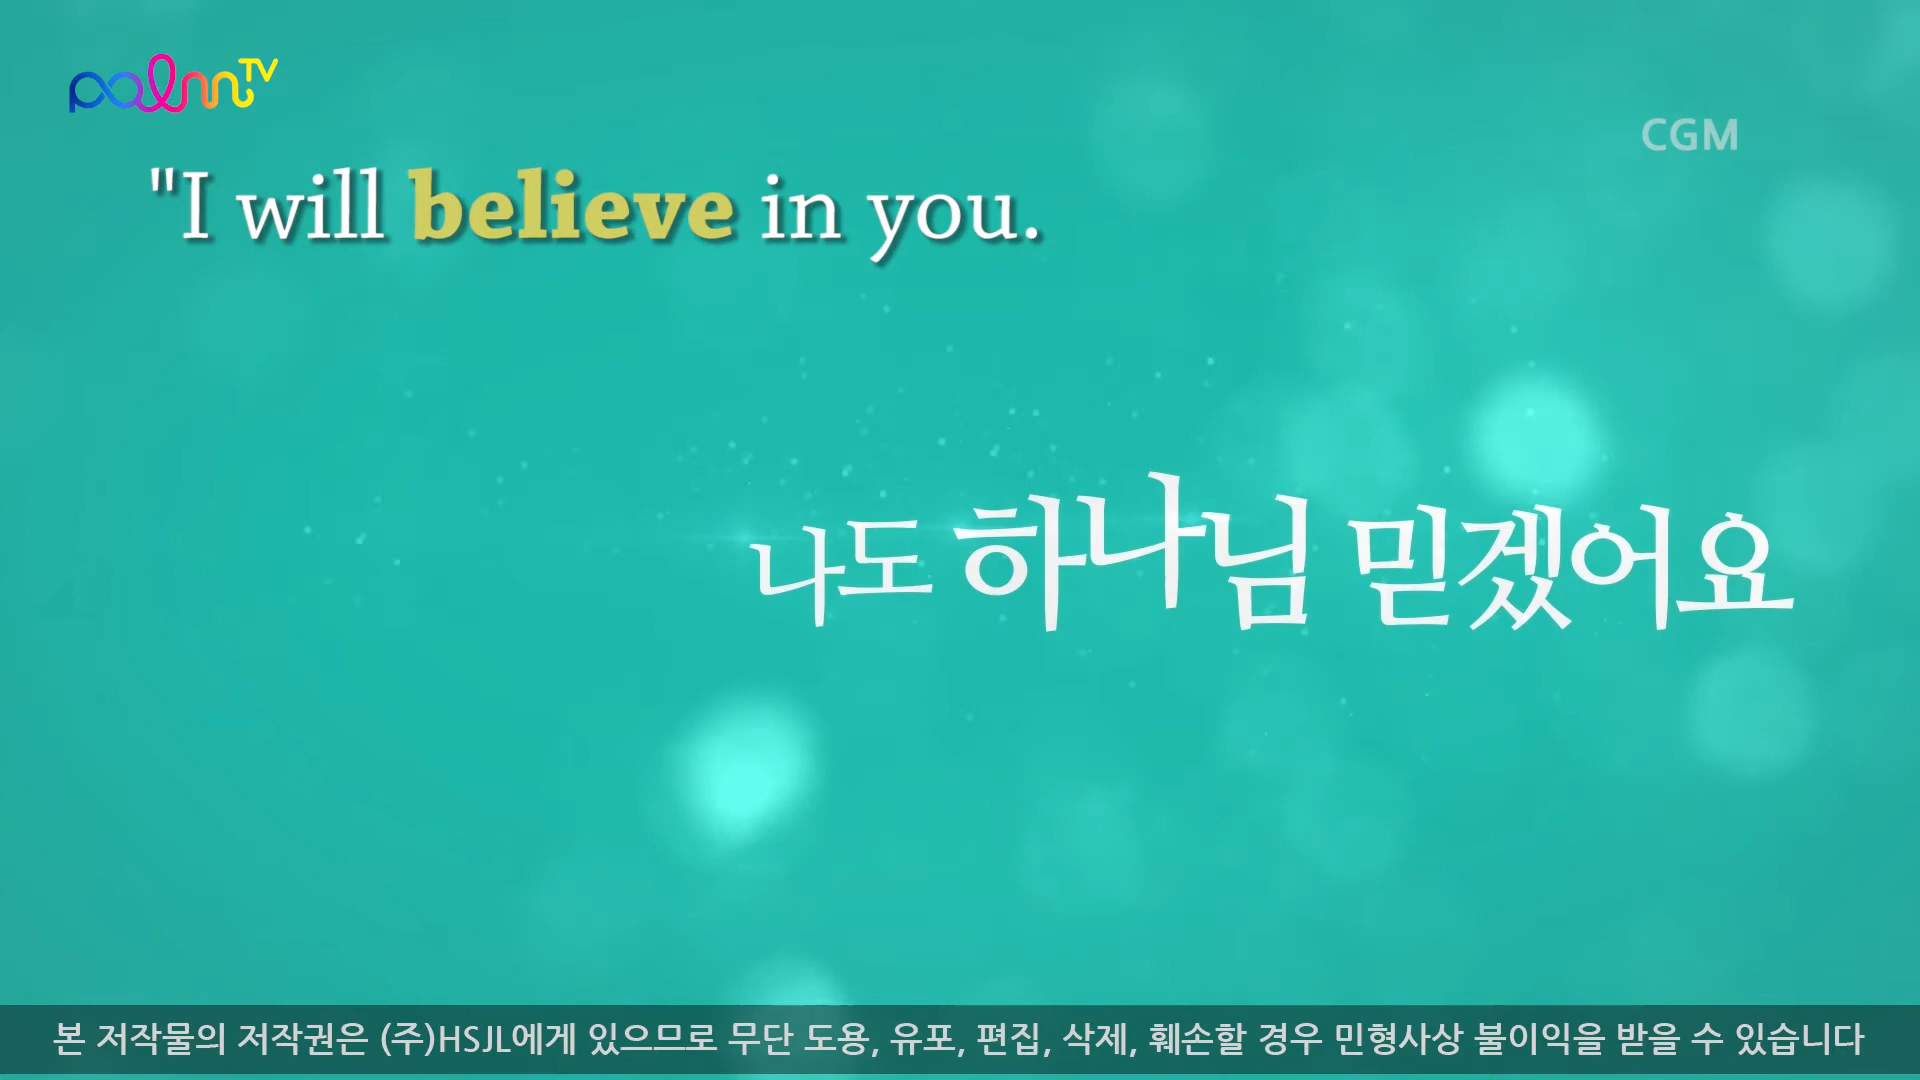 palm TV
CGM
"I will believe in you.
나도 하나님 믿겠어요
본 저작물의 저작권은 (주)HSJL에게 있으므로 무단 도용, 유포, 편집, 삭제, 훼손할 경우 민형사상 불이익을 받을 수 있습니다